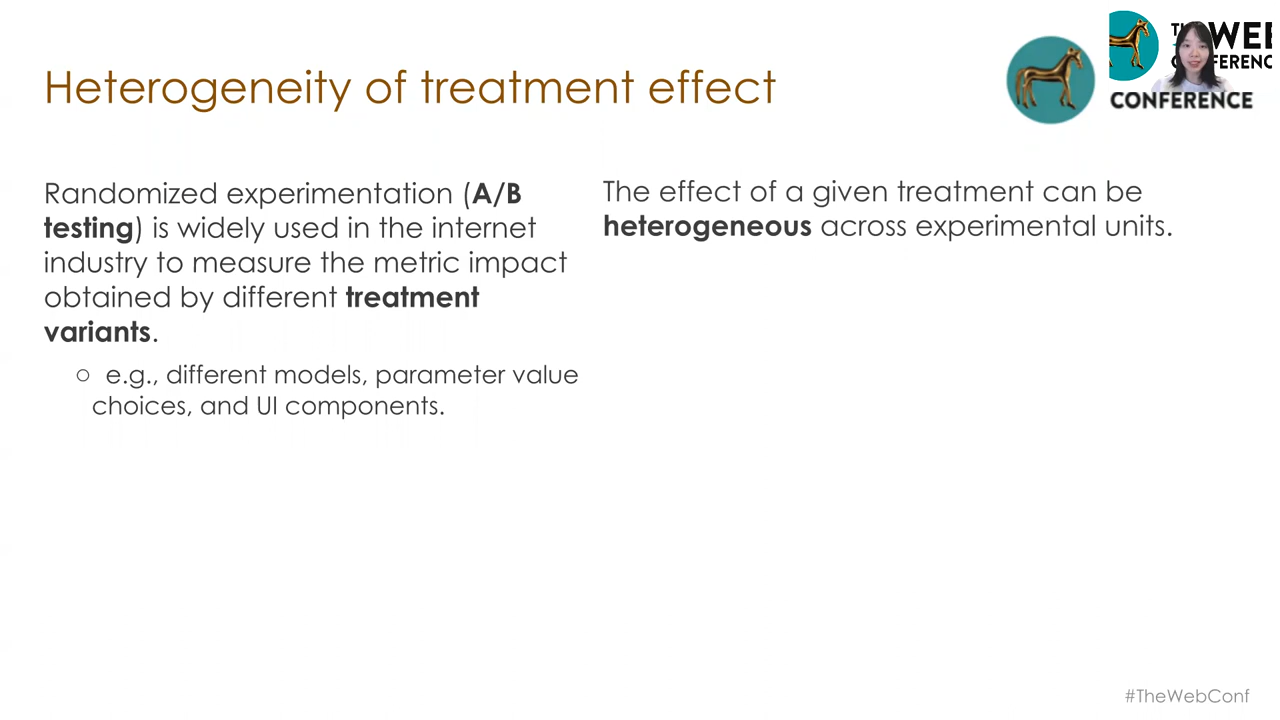 Heterogeneity of treatment effect
CONFERENCE
Randomized experimentation (A/B
testing) is widely used in the internet
industry to measure the metric impact
obtained by different treatment
variants.
○ e.g., different models, parameter value
choices, and UI components.
The effect of a given treatment can be
heterogeneous across experimental units.
#TheWebConf